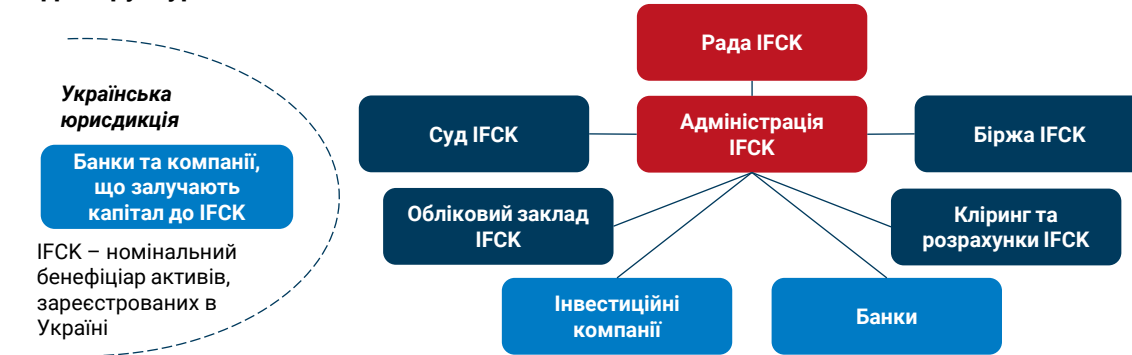 Рада IFCK
Українська
юрисдикція
Суд IFCK
Адміністрація
IFCK
Біржа IFCK
Банки та компанії,
що залучають
капітал до IFCK
Обліковий заклад
IFCK
Кліринг та
розрахунки IFCK
IFCK – номінальний
бенефіціар активів,
зареєстрованих в
Україні
Інвестиційні
компанії
Банки